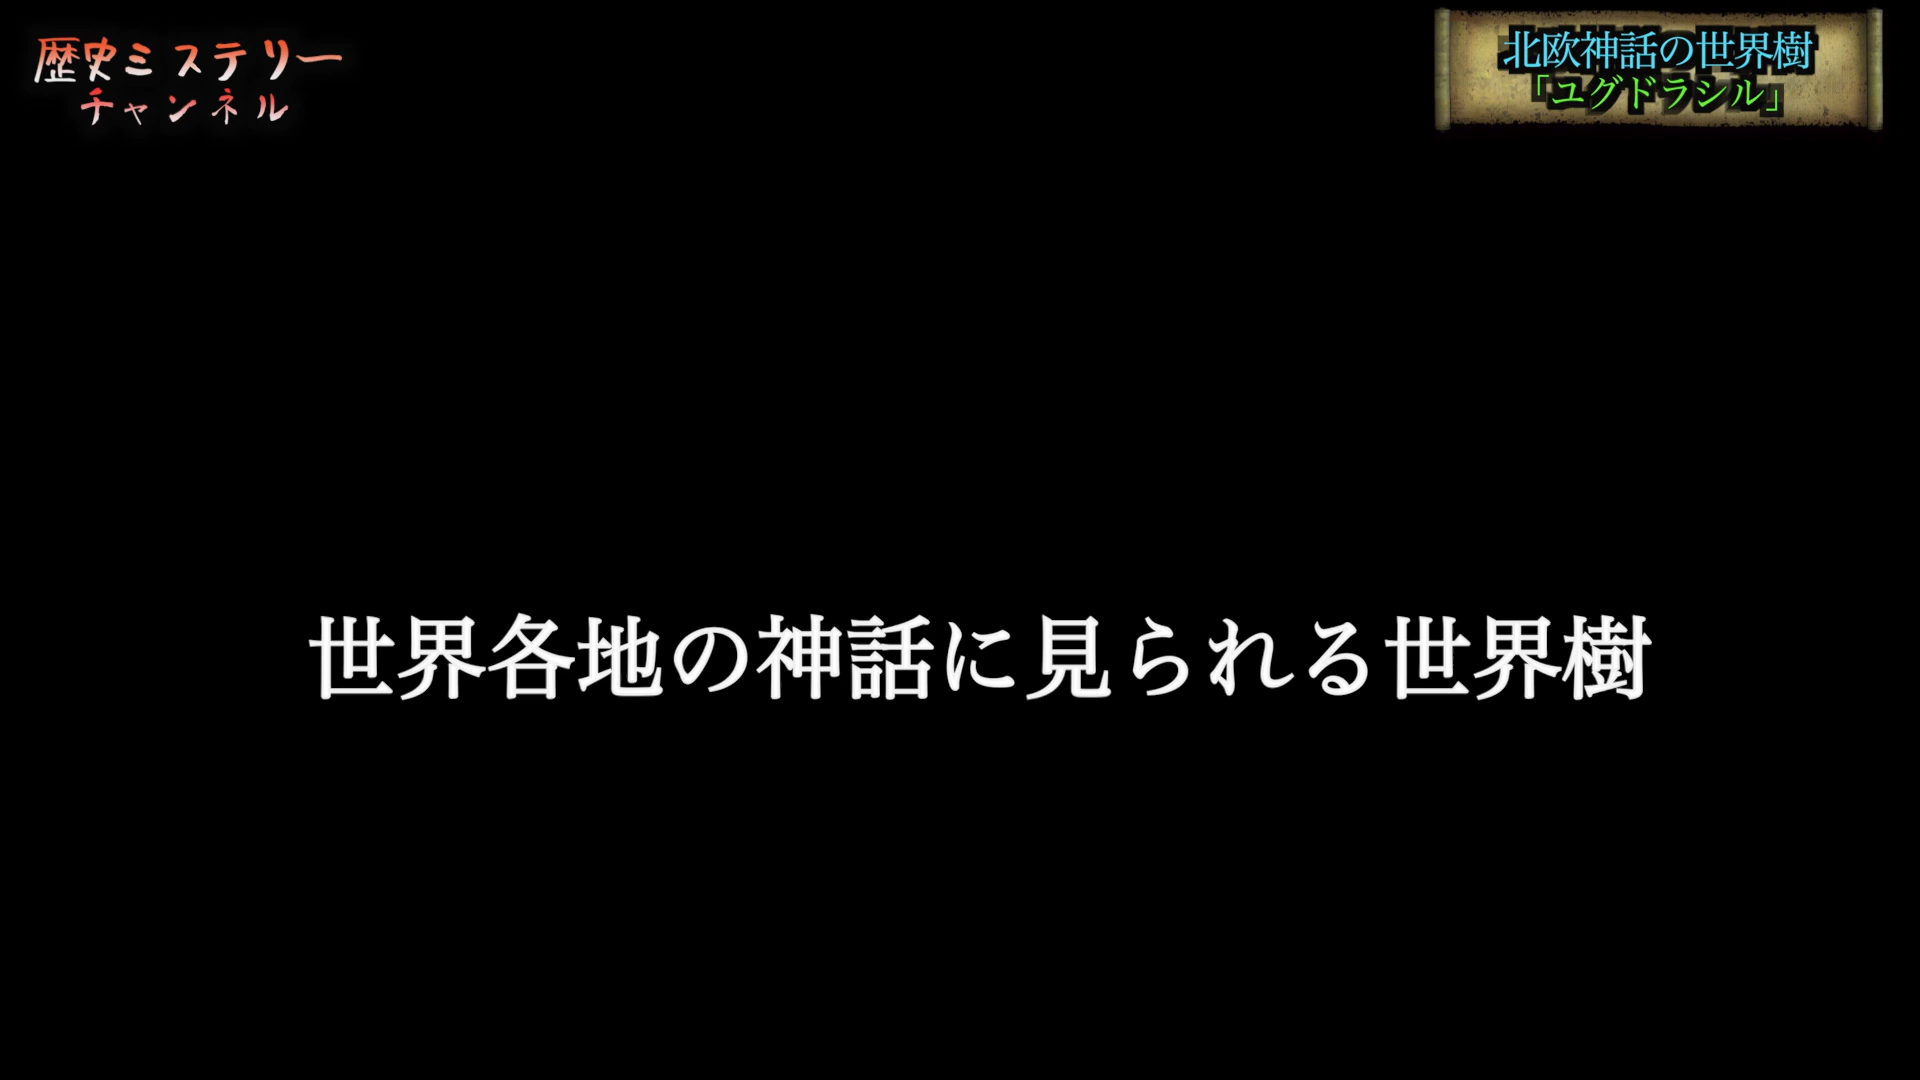 歴史ミステリー
チャンネル
北欧神話の世界樹
「ユグドラシル」
世界各地の神話に見られる世界樹